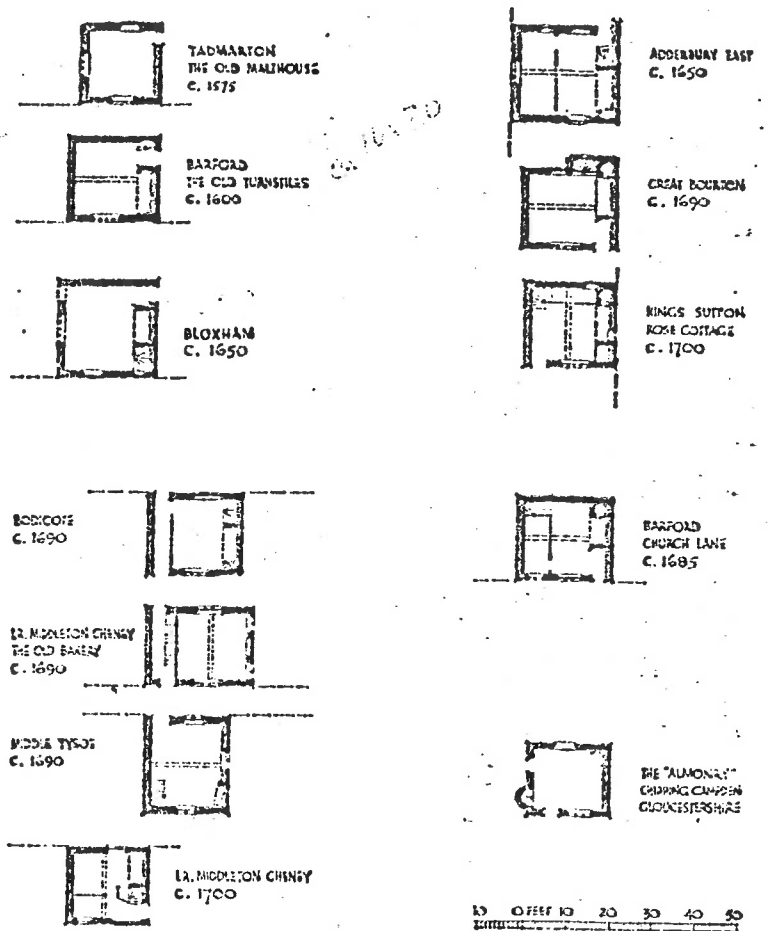 TADMARTON
THE OLD MALTHOUSE
C. 1575
BARFORD
THE OLD TURNSTILES
C. 1600
BLOXHAM
C. 1650
BODICOTE
C. 1690
LR. MIDDLETON CHENEY
THE OLD BAKERY
C. 1690
MIDDLE TYSOE
C. 1690
LR. MIDDLETON CHENEY
C. 1700
ADDERBURY EAST
C. 1650
GREAT BOURTON
C. 1690
KINGS SUTTON
ROSE COTTAGE
C. 1700
BARFORD
CHURCH LANE
C. 1685
THE "ALMONRY"
CHIPPING CAMPDEN
GLOUCESTERSHIRE
10 0 FEET 10 20 30 40 50